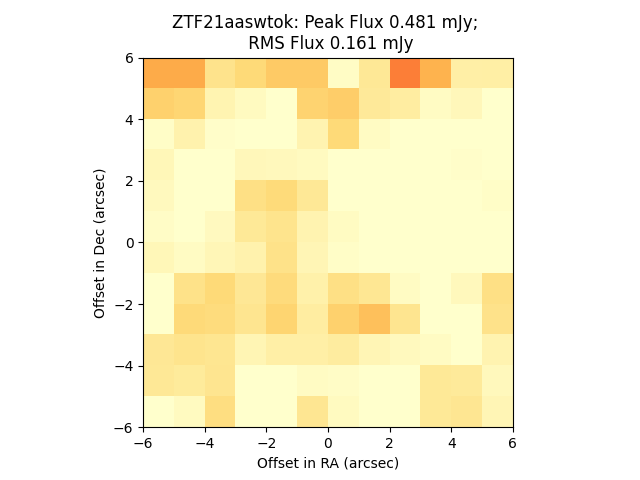 ZTF21aaswtok: Peak Flux 0.481 mJy;
RMS Flux 0.161 mJy
6
4
2
0
−2
−4
−6
Offset in Dec (arcsec)
−6 −4 −2 0 2 4 6
Offset in RA (arcsec)